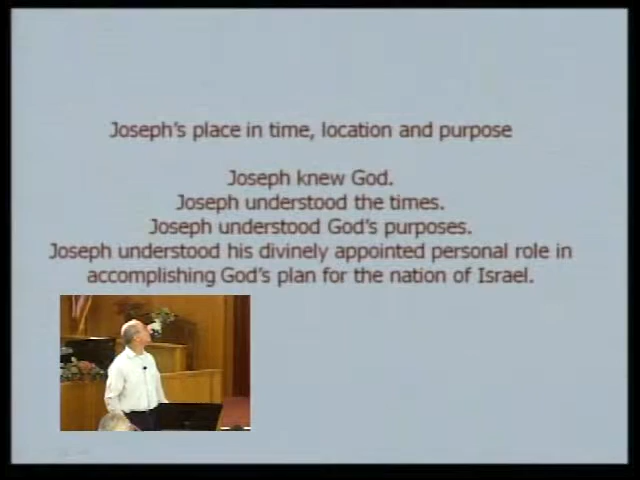 Joseph's place in time, location and purpose
Joseph knew God.
Joseph understood the times.
Joseph understood God's purposes.
Joseph understood his divinely appointed personal role in
accomplishing God's plan for the nation of Israel.